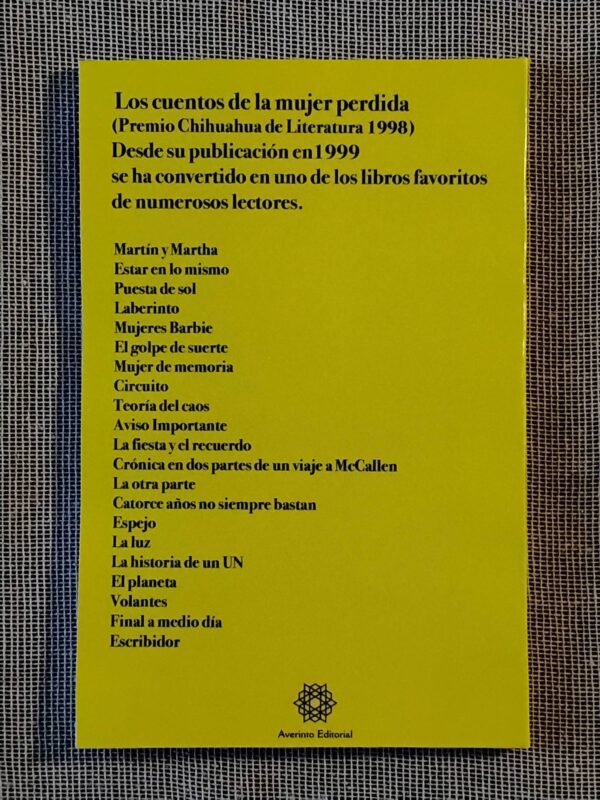 Los cuentos de la mujer perdida
(Premio Chihuahua de Literatura 1998)
Desde su publicación en1999
se ha convertido en uno de los libros favoritos
de numerosos lectores.
Martín y Martha
Estar en lo mismo
Puesta de sol
Laberinto
Mujeres Barbie
El golpe de suerte
Mujer de memoria
Circuito
Teoría del caos
Aviso Importante
La fiesta y el recuerdo
Crónica en dos partes de un viaje a McCallen
La otra parte
Catorce años no siempre bastan
Espejo
La luz
La historia de un UN
El planeta
Volantes
Final a medio día
Escribidor
Averinto Editorial